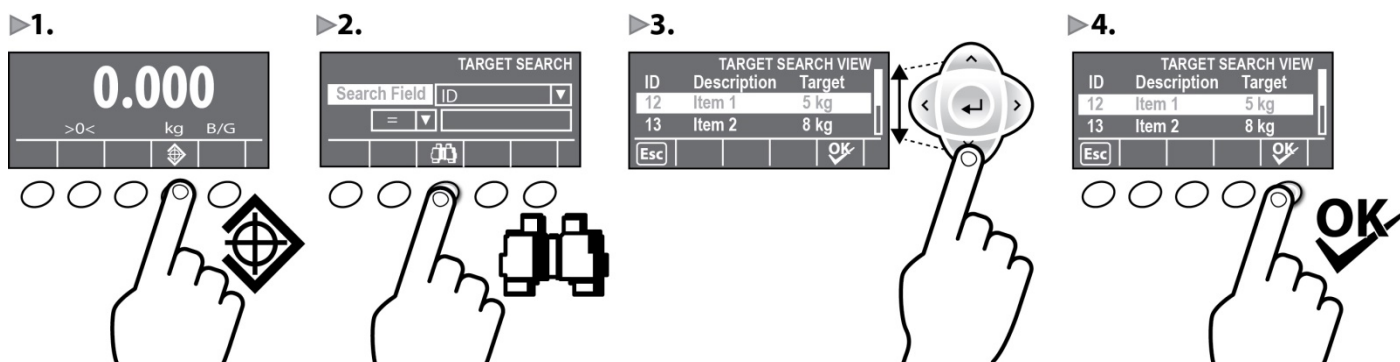 1.
0.000
>0< kg B/G
2.
TARGET SEARCH
Search Field ID
=
3.
TARGET SEARCH VIEW
ID Description Target
12 Item 1 5 kg
13 Item 2 8 kg
Esc OK
4.
TARGET SEARCH VIEW
ID Description Target
12 Item 1 5 kg
13 Item 2 8 kg
Esc OK
OK